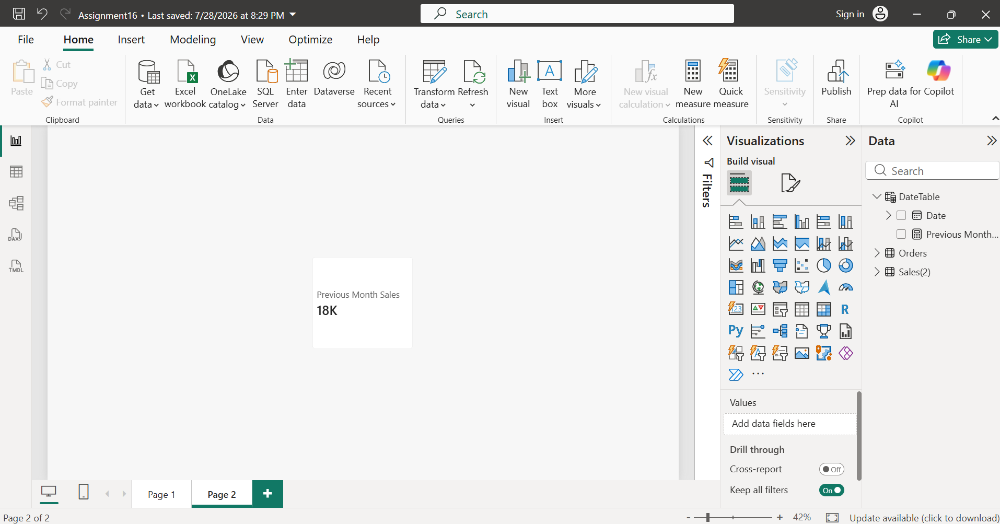 Assignment16 • Last saved: 7/28/2026 at 8:29 PM
Search
Sign in
File
Home
Insert
Modeling
View
Optimize
Help
Share
Paste
Cut
Copy
Format painter
Clipboard
Get
data
Excel
workbook
OneLake
catalog
SQL
Server
Enter
data
Dataverse
Recent
sources
Data
Transform
data
Refresh
Queries
New
visual
Text
box
More
visuals
Insert
New visual
calculation
New
measure
Quick
measure
Calculations
Sensitivity
Sensitivity
Publish
Share
Prep data for
AI
Copilot
Copilot
DAX
TMDL
Previous Month Sales
18K
Filters
Visualizations
Build visual
123
R
Py
Values
Add data fields here
Drill through
Cross-report
Off
Keep all filters
On
Data
Search
DateTable
Date
Previous Month...
Orders
Sales(2)
Page 1
Page 2
+
Page 2 of 2
- + 42%
Update available (click to download)